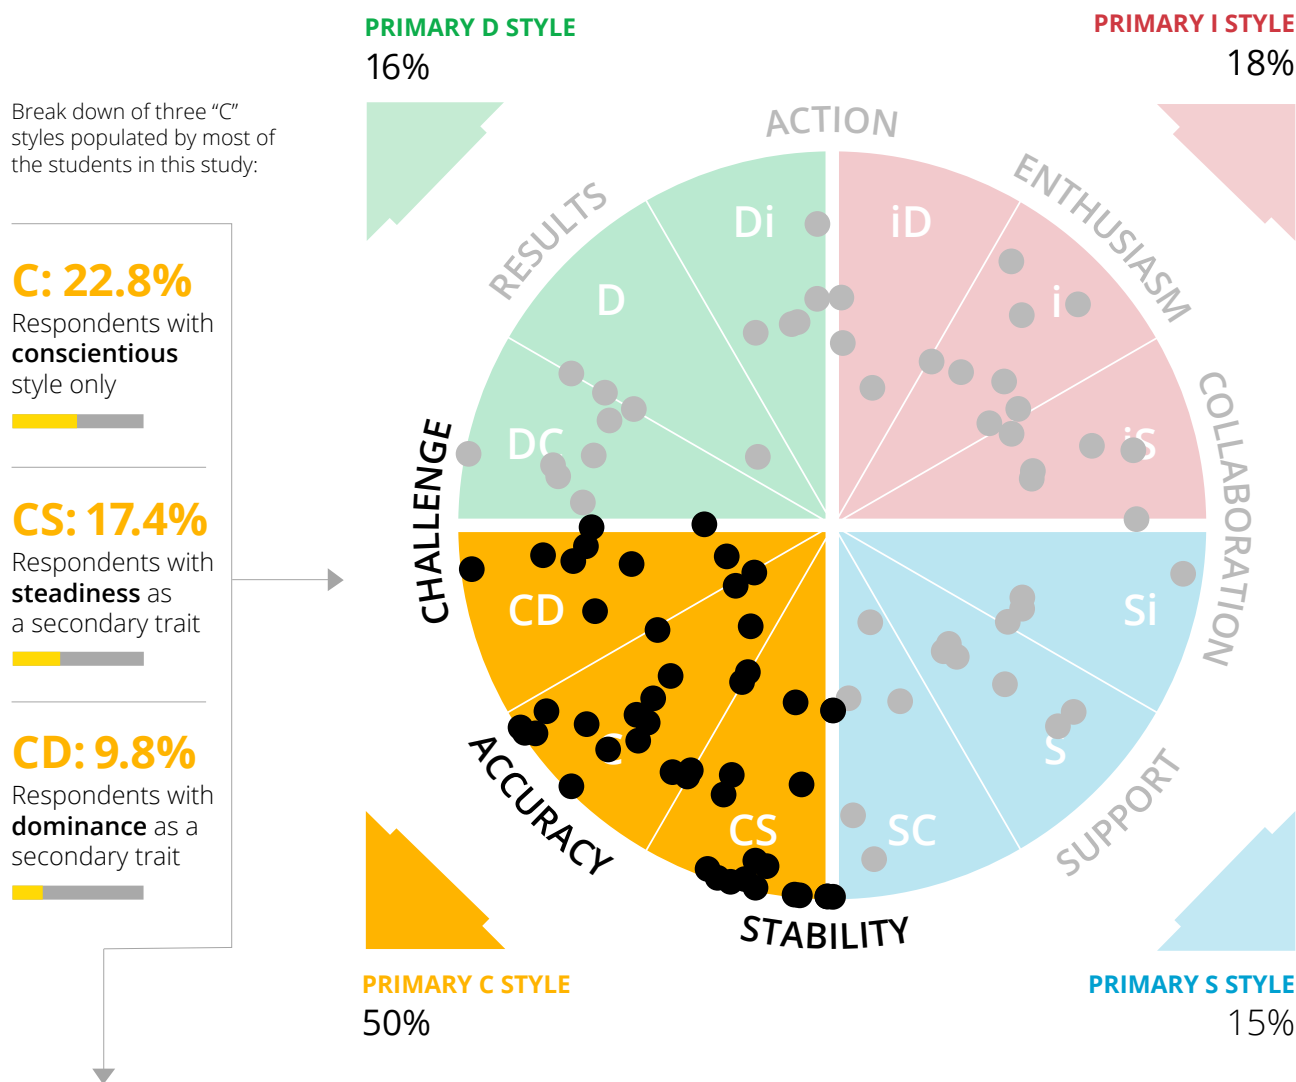 PRIMARY D STYLE
16%
PRIMARY I STYLE
18%
Break down of three “C”
styles populated by most of
the students in this study:
C: 22.8%
Respondents with
conscientious
style only
CS: 17.4%
Respondents with
steadiness as
a secondary trait
CD: 9.8%
Respondents with
dominance as a
secondary trait
ACTION
ENTHUSIASM
COLLABORATION
SUPPORT
STABILITY
ACCURACY
CHALLENGE
RESULTS
Di
iD
D
i
DC
iS
CD
Si
C
S
CS
SC
PRIMARY C STYLE
50%
PRIMARY S STYLE
15%